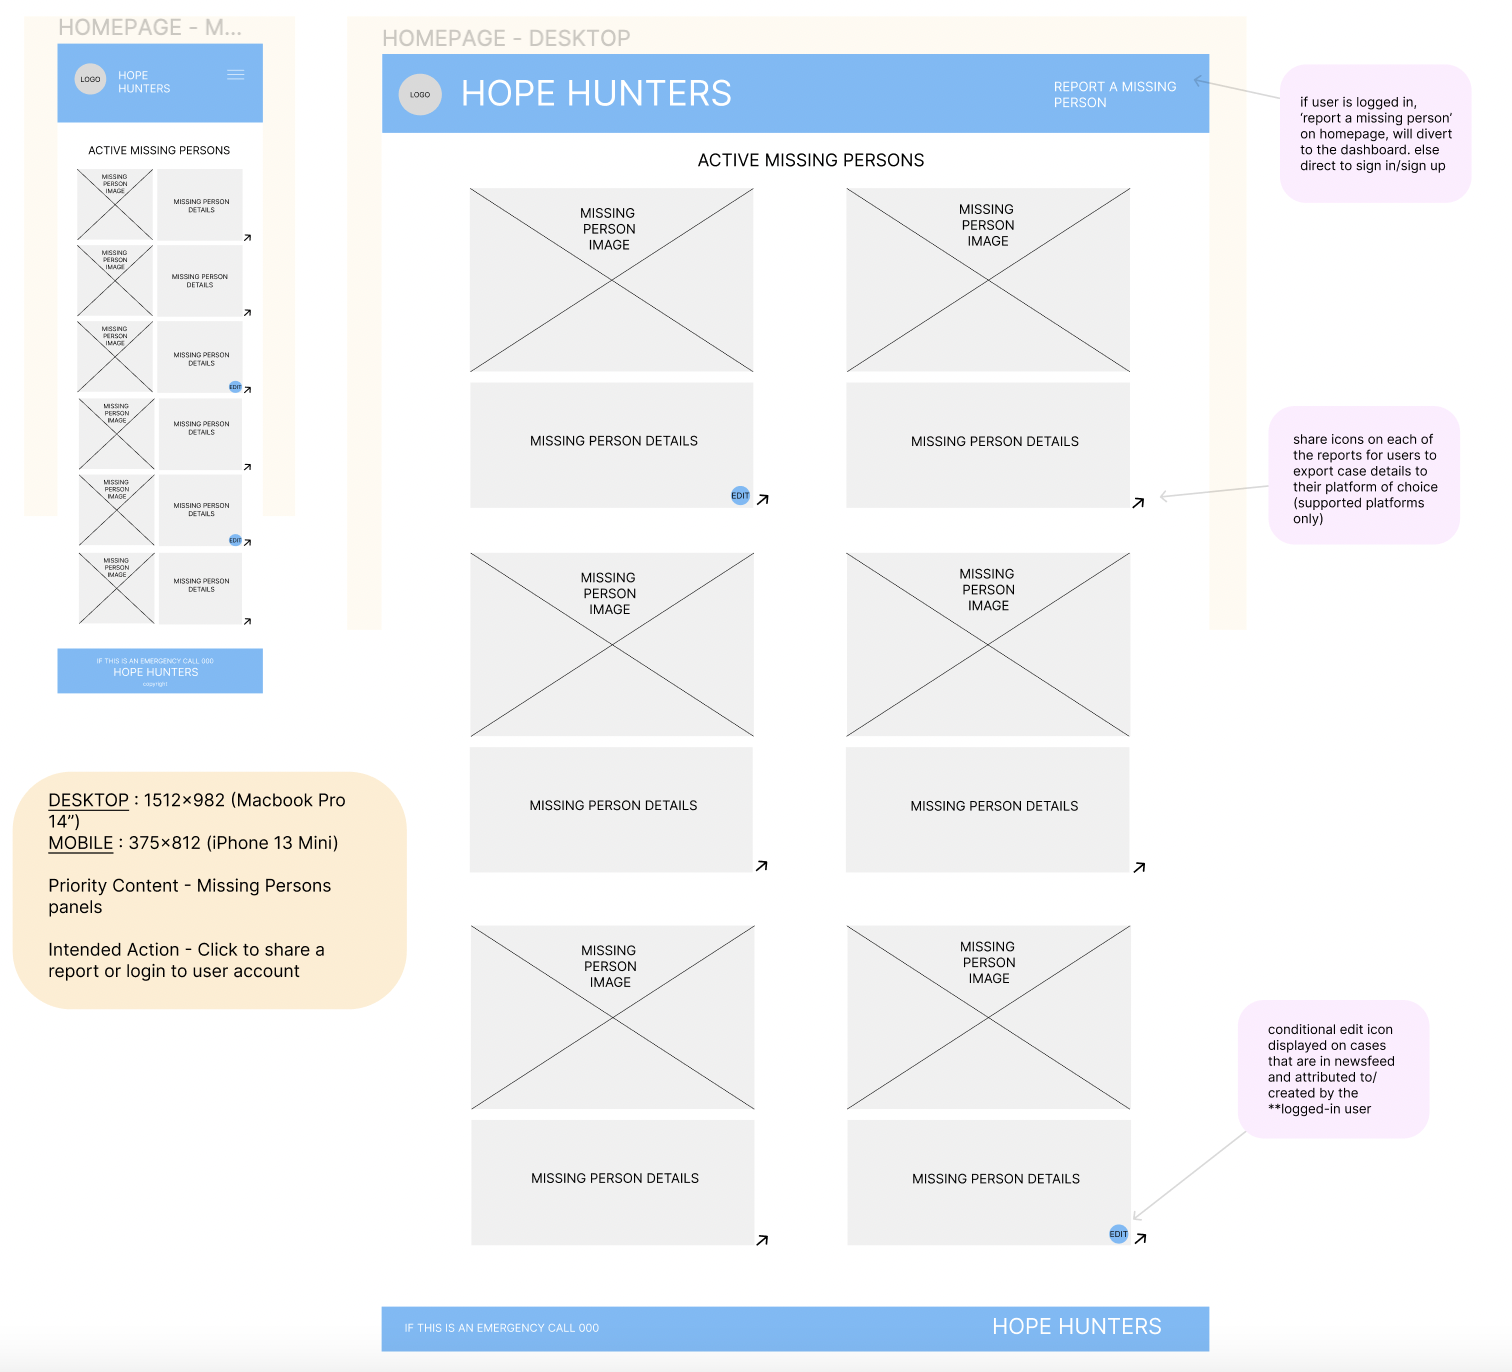 HOMEPAGE - M...
LOGO
HOPE
HUNTERS
ACTIVE MISSING PERSONS
MISSING
PERSON
IMAGE
MISSING PERSON
DETAILS
MISSING
PERSON
IMAGE
MISSING PERSON
DETAILS
MISSING
PERSON
IMAGE
MISSING PERSON
DETAILS
EDIT
MISSING
PERSON
IMAGE
MISSING PERSON
DETAILS
MISSING
PERSON
IMAGE
MISSING PERSON
DETAILS
EDIT
MISSING
PERSON
IMAGE
MISSING PERSON
DETAILS
IF THIS IS AN EMERGENCY CALL 000
HOPE HUNTERS
copyright
DESKTOP : 1512×982 (Macbook Pro
14”)
MOBILE : 375×812 (iPhone 13 Mini)
Priority Content - Missing Persons
panels
Intended Action - Click to share a
report or login to user account
HOMEPAGE - DESKTOP
LOGO
HOPE HUNTERS
REPORT A MISSING
PERSON
ACTIVE MISSING PERSONS
MISSING
PERSON
IMAGE
MISSING
PERSON
IMAGE
MISSING PERSON DETAILS
EDIT
MISSING PERSON DETAILS
MISSING
PERSON
IMAGE
MISSING
PERSON
IMAGE
MISSING PERSON DETAILS
MISSING PERSON DETAILS
MISSING
PERSON
IMAGE
MISSING
PERSON
IMAGE
MISSING PERSON DETAILS
MISSING PERSON DETAILS
EDIT
IF THIS IS AN EMERGENCY CALL 000
HOPE HUNTERS
if user is logged in,
‘report a missing person’
on homepage, will divert
to the dashboard. else
direct to sign in/sign up
share icons on each of
the reports for users to
export case details to
their platform of choice
(supported platforms
only)
conditional edit icon
displayed on cases
that are in newsfeed
and attributed to/
created by the
**logged-in user